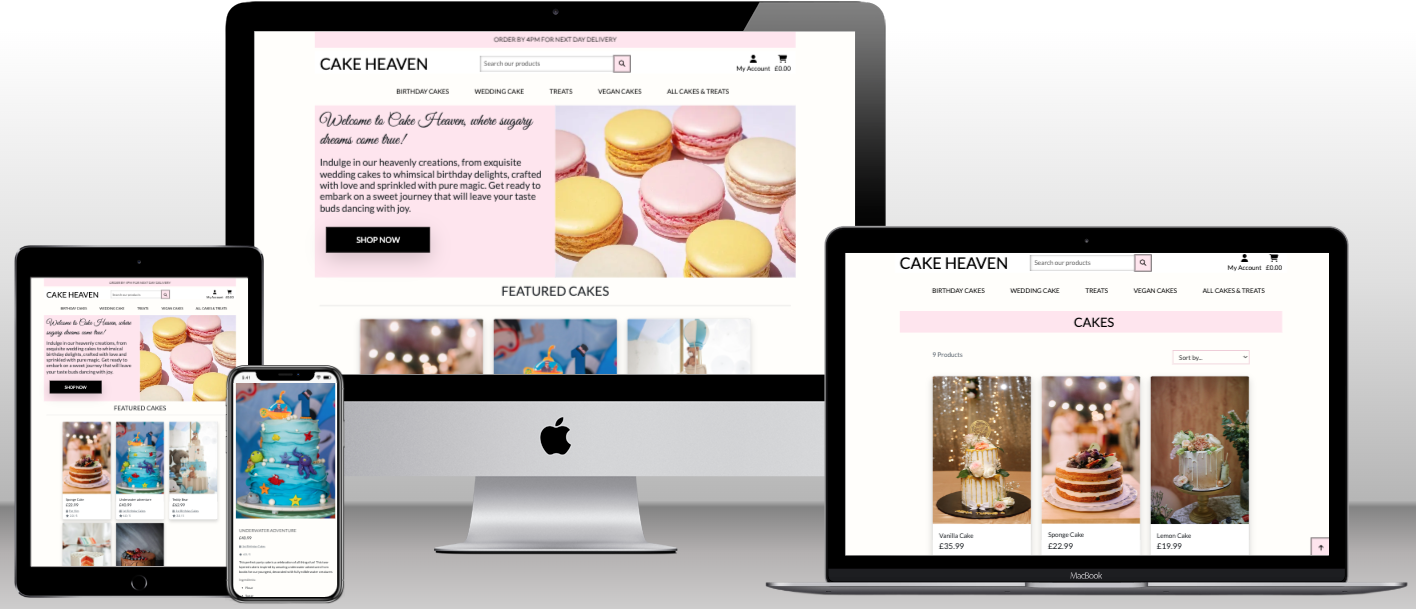 ORDER BY 4PM FOR NEXT DAY DELIVERY
CAKE HEAVEN
Search our products
My Account £0.00
BIRTHDAY CAKES WEDDING CAKE TREATS VEGAN CAKES ALL CAKES & TREATS
Welcome to Cake Heaven, where sugary
dreams come true!
Indulge in our heavenly creations, from exquisite
wedding cakes to whimsical birthday delights, crafted
with love and sprinkled with pure magic. Get ready to
embark on a sweet journey that will leave your taste
buds dancing with joy.
SHOP NOW
FEATURED CAKES
CAKE HEAVEN
Search our products
My Account £0.00
BIRTHDAY CAKES WEDDING CAKE TREATS VEGAN CAKES ALL CAKES & TREATS
CAKES
9 Products
Sort by...
Vanilla Cake
£35.99
Sponge Cake
£22.99
Lemon Cake
£19.99
MacBook
ORDER BY 4PM FOR NEXT DAY DELIVERY
CAKE HEAVEN
Search our products
My Account £0.00
BIRTHDAY CAKES WEDDING CAKE TREATS VEGAN CAKES ALL CAKES & TREATS
Welcome to Cake Heaven, where
sugary dreams come true!
Indulge in our heavenly creations, from
exquisite wedding cakes to whimsical
birthday delights, crafted with love and
sprinkled with pure magic. Get ready to
embark on a sweet journey that will leave
your taste buds dancing with joy.
SHOP NOW
FEATURED CAKES
Sponge Cake
£22.99
Underwater Adventure
£40.99
UNDERWATER ADVENTURE
£40.99
Ingredients: